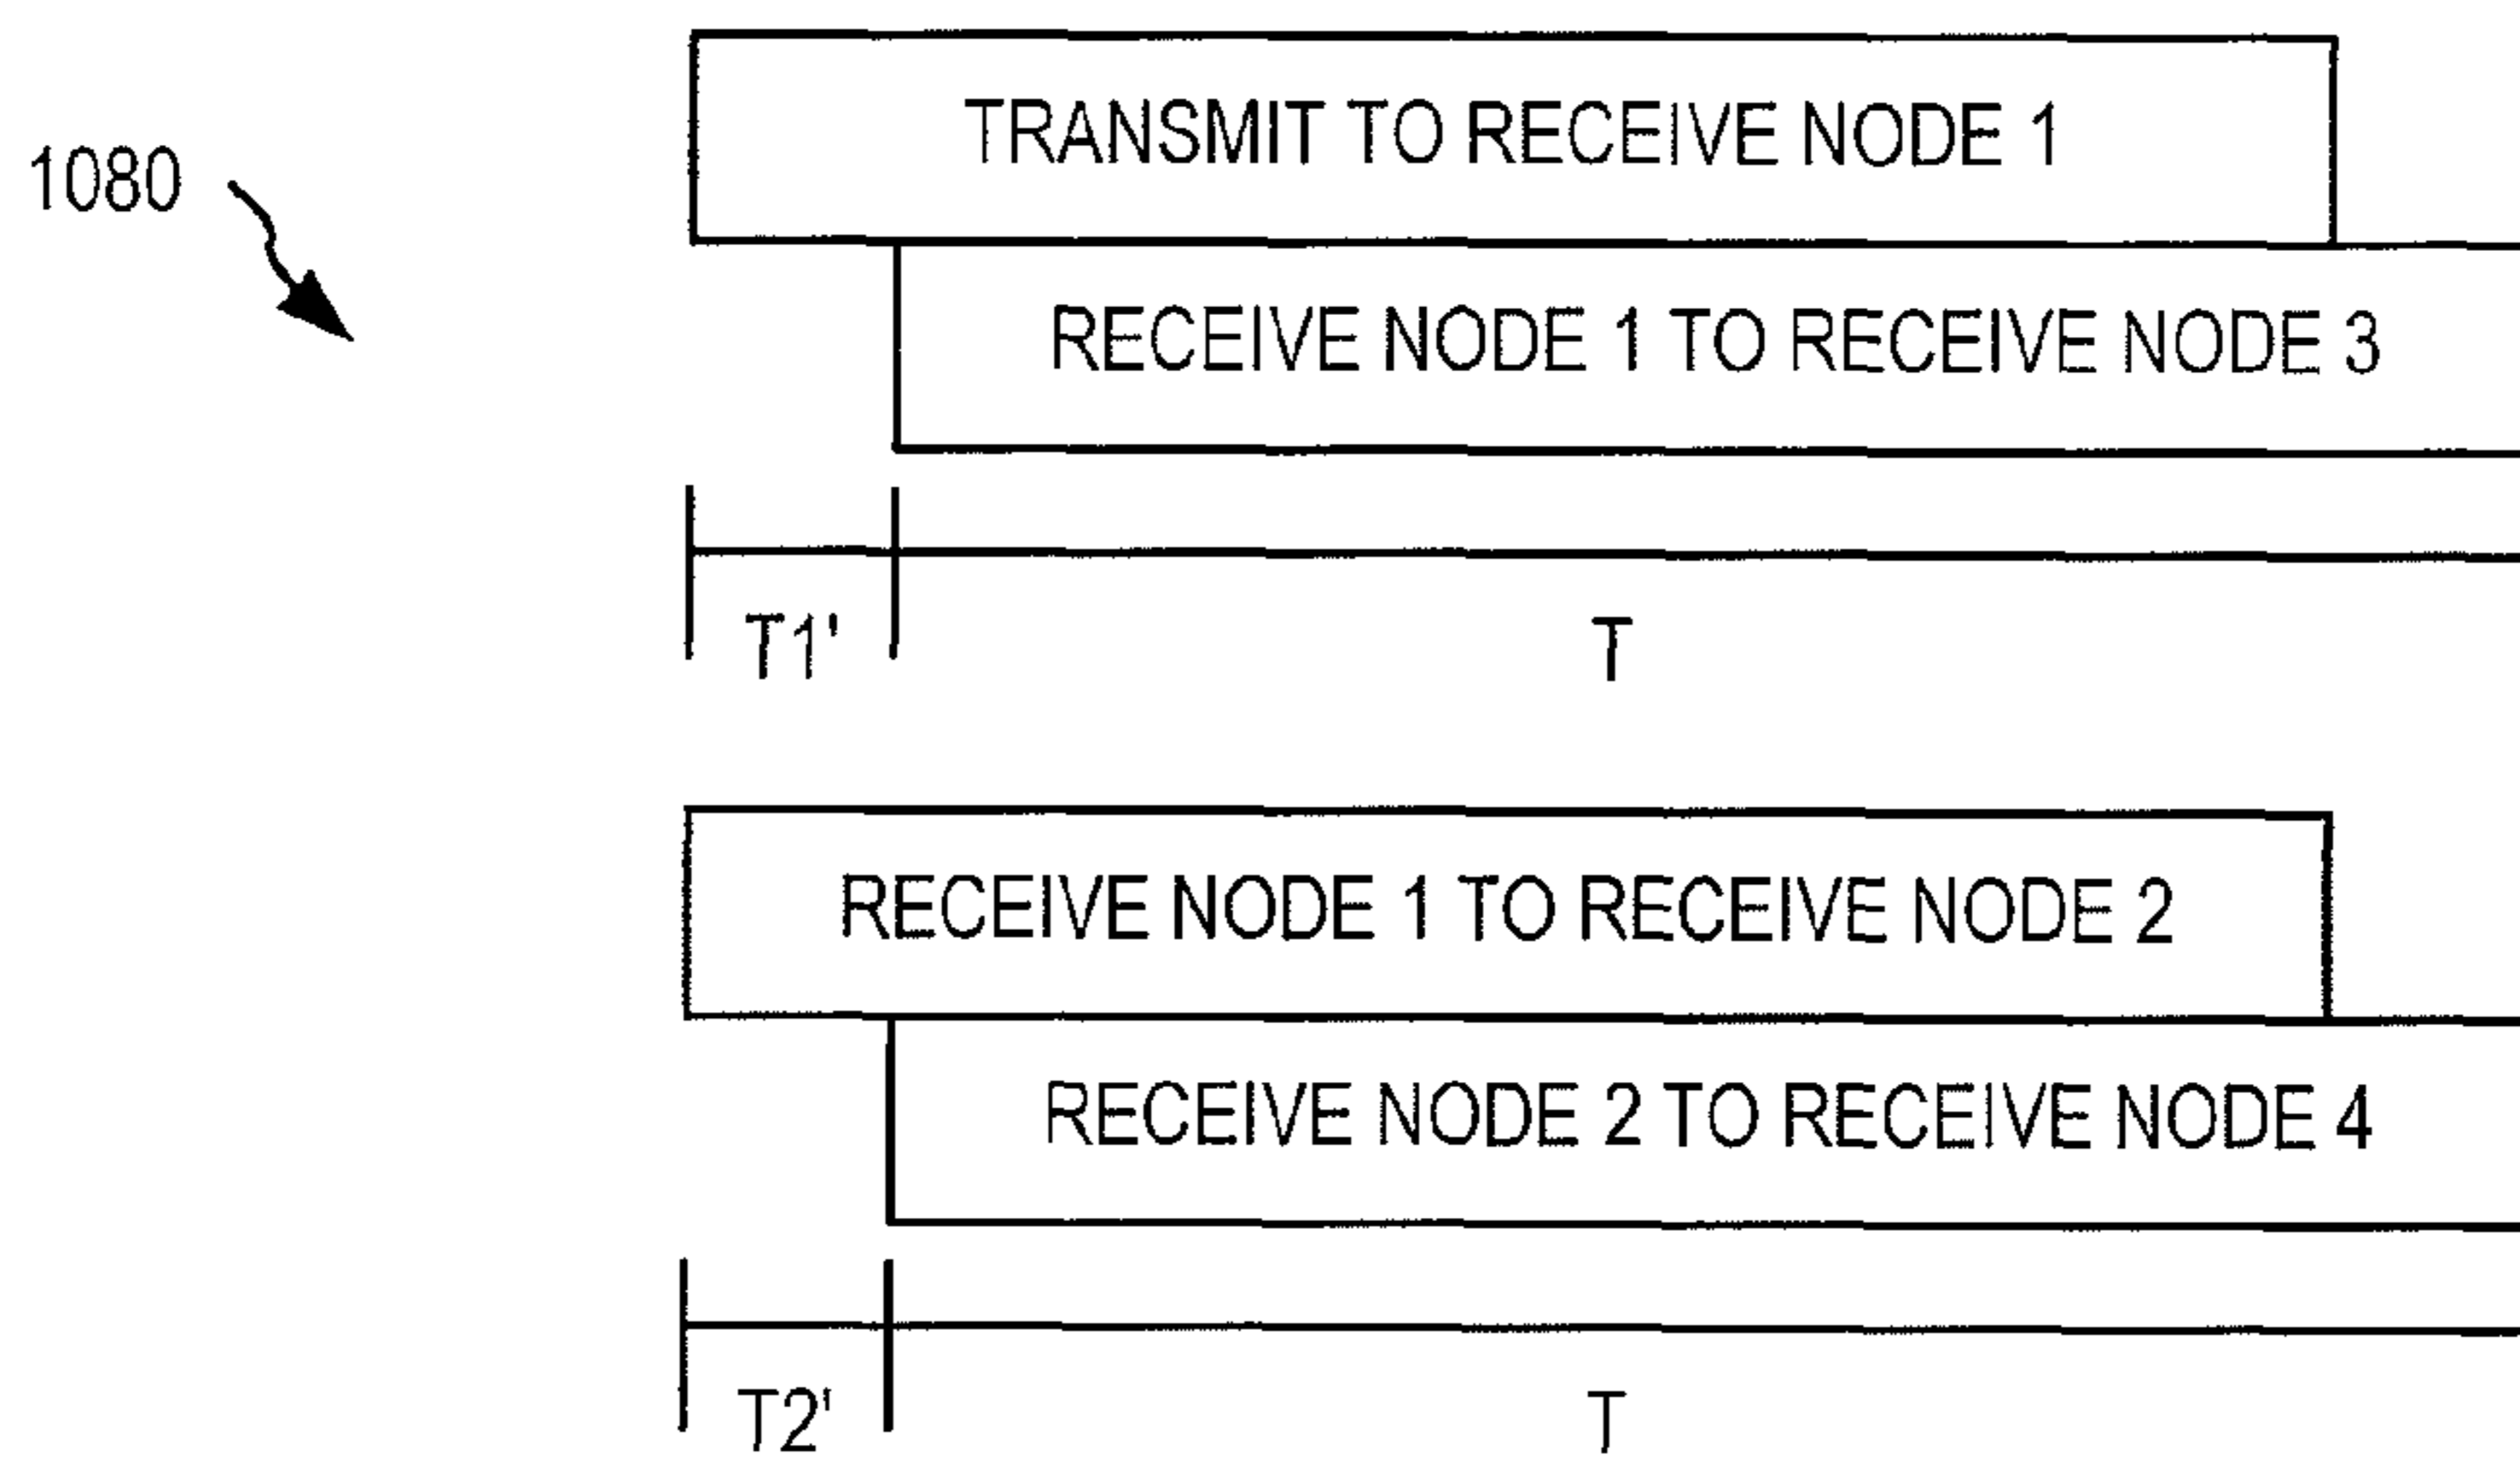 TRANSMIT TO RECEIVE NODE 1
1080
RECEIVE NODE 1 TO RECEIVE NODE 3
T1' T
RECEIVE NODE 1 TO RECEIVE NODE 2
RECEIVE NODE 2 TO RECEIVE NODE 4
T2' T